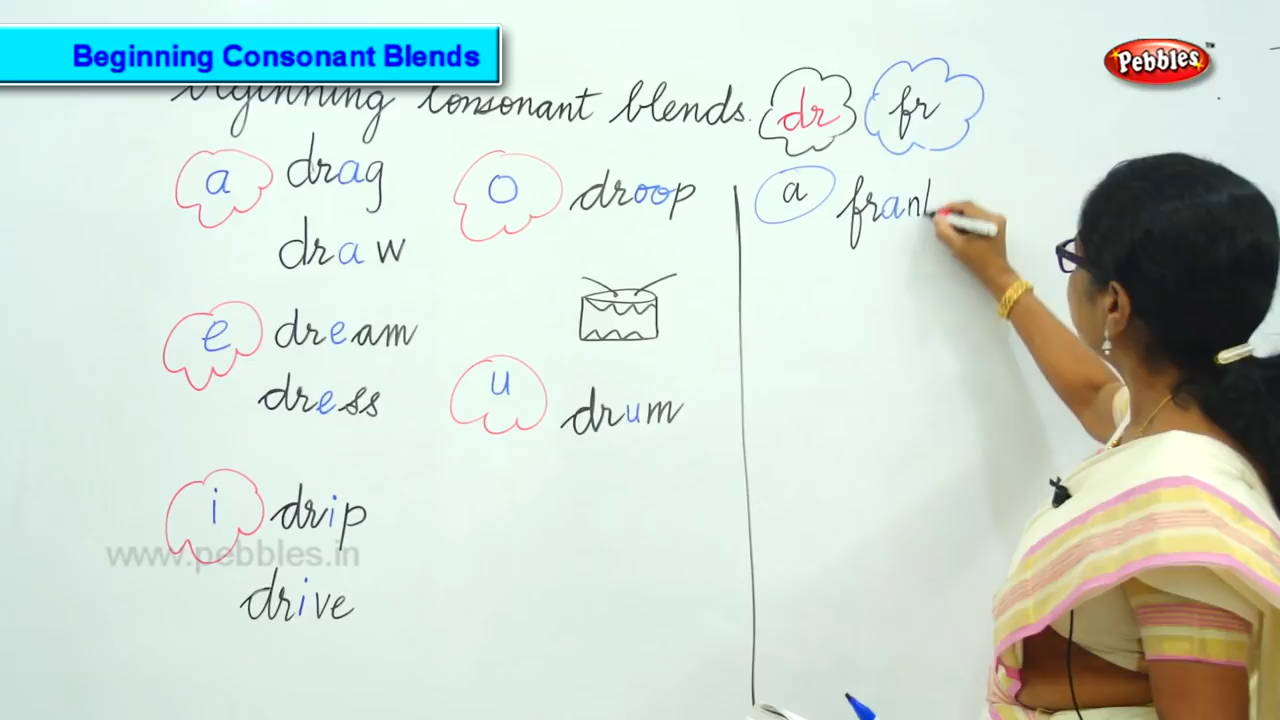 Beginning Consonant Blends
Pebbles™
Beginning Consonant blends. dr fr
a drag
draw
e dream
dress
i drip
drive
o droop
u drum
a fran
www.pebbles.in